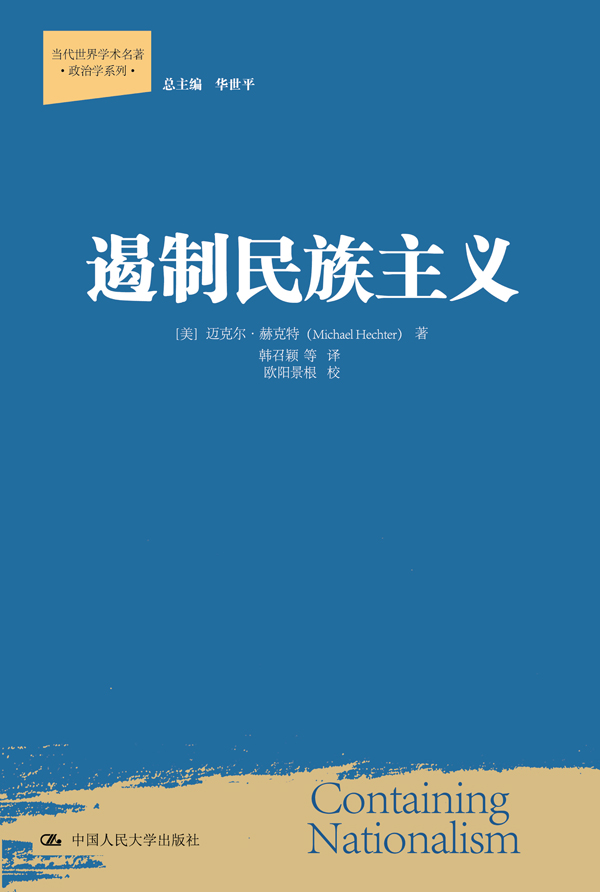 当代世界学术名著
·政治学系列·
总主编 华世平
遏制民族主义
[美] 迈克尔·赫克特（Michael Hechter）著
韩召颖 等 译
欧阳景根 校
Containing
Nationalism
中国人民大学出版社